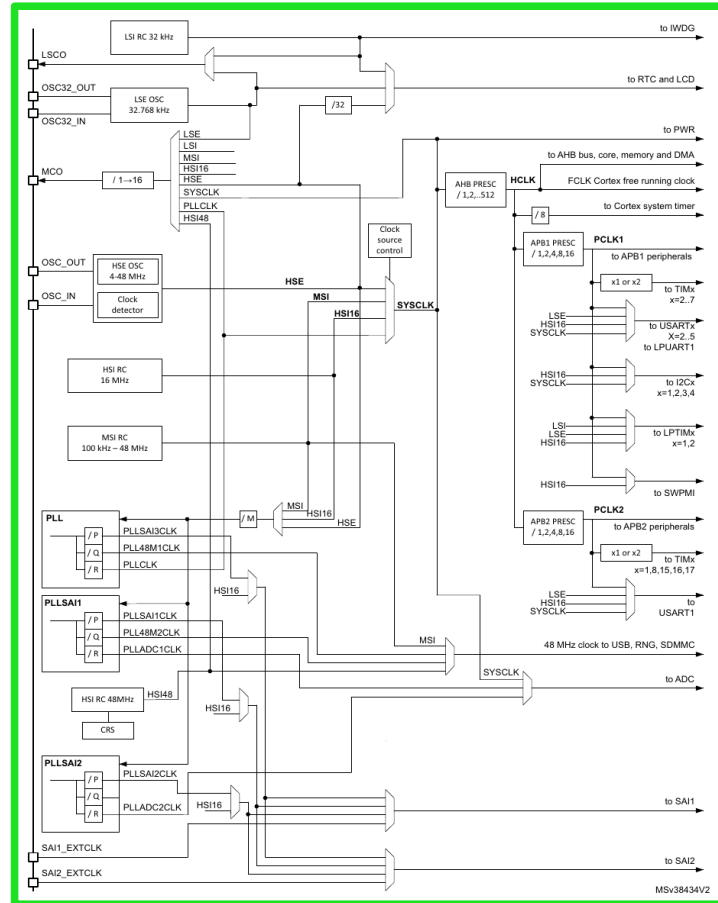 LSI RC 32 kHz
to IWDG
LSCO
OSC32_OUT
LSE OSC
32.768 kHz
to RTC and LCD
/32
OSC32_IN
LSE
LSI
MSI
HSI16
HSE
SYSCLK
PLLCLK
HSI48
to PWR
MCO
/ 1→16
to AHB bus, core, memory and DMA
AHB PRESC
/ 1,2,..512
HCLK
FCLK Cortex free running clock
to Cortex system timer
/ 8
Clock
source
control
APB1 PRESC
/ 1,2,4,8,16
PCLK1
to APB1 peripherals
OSC_OUT
HSE OSC
4-48 MHz
OSC_IN
Clock
detector
HSE
MSI
HSI16
SYSCLK
x1 or x2
to TIMx
x=2..7
LSE
HSI16
SYSCLK
to USARTx
X=2..5
to LPUART1
HSI RC
16 MHz
HSI16
SYSCLK
to I2Cx
x=1,2,3,4
MSI RC
100 kHz – 48 MHz
LSI
LSE
HSI16
to LPTIMx
x=1,2
HSI16
to SWPMI
MSI
HSI16
HSE
/ M
PLL
/ P
PLLSAI3CLK
/ Q
PLL48M1CLK
/ R
PLLCLK
HSI16
APB2 PRESC
/ 1,2,4,8,16
PCLK2
to APB2 peripherals
x1 or x2
to TIMx
x=1,8,15,16,17
LSE
HSI16
SYSCLK
to
USART1
PLLSAI1
/ P
PLLSAI1CLK
/ Q
PLL48M2CLK
/ R
PLLADC1CLK
MSI
48 MHz clock to USB, RNG, SDMMC
SYSCLK
to ADC
HSI RC 48MHz
HSI48
HSI16
CRS
PLLSAI2
/ P
PLLSAI2CLK
/ Q
/ R
PLLADC2CLK
HSI16
to SAI1
SAI1_EXTCLK
to SAI2
SAI2_EXTCLK
MSv38434V2